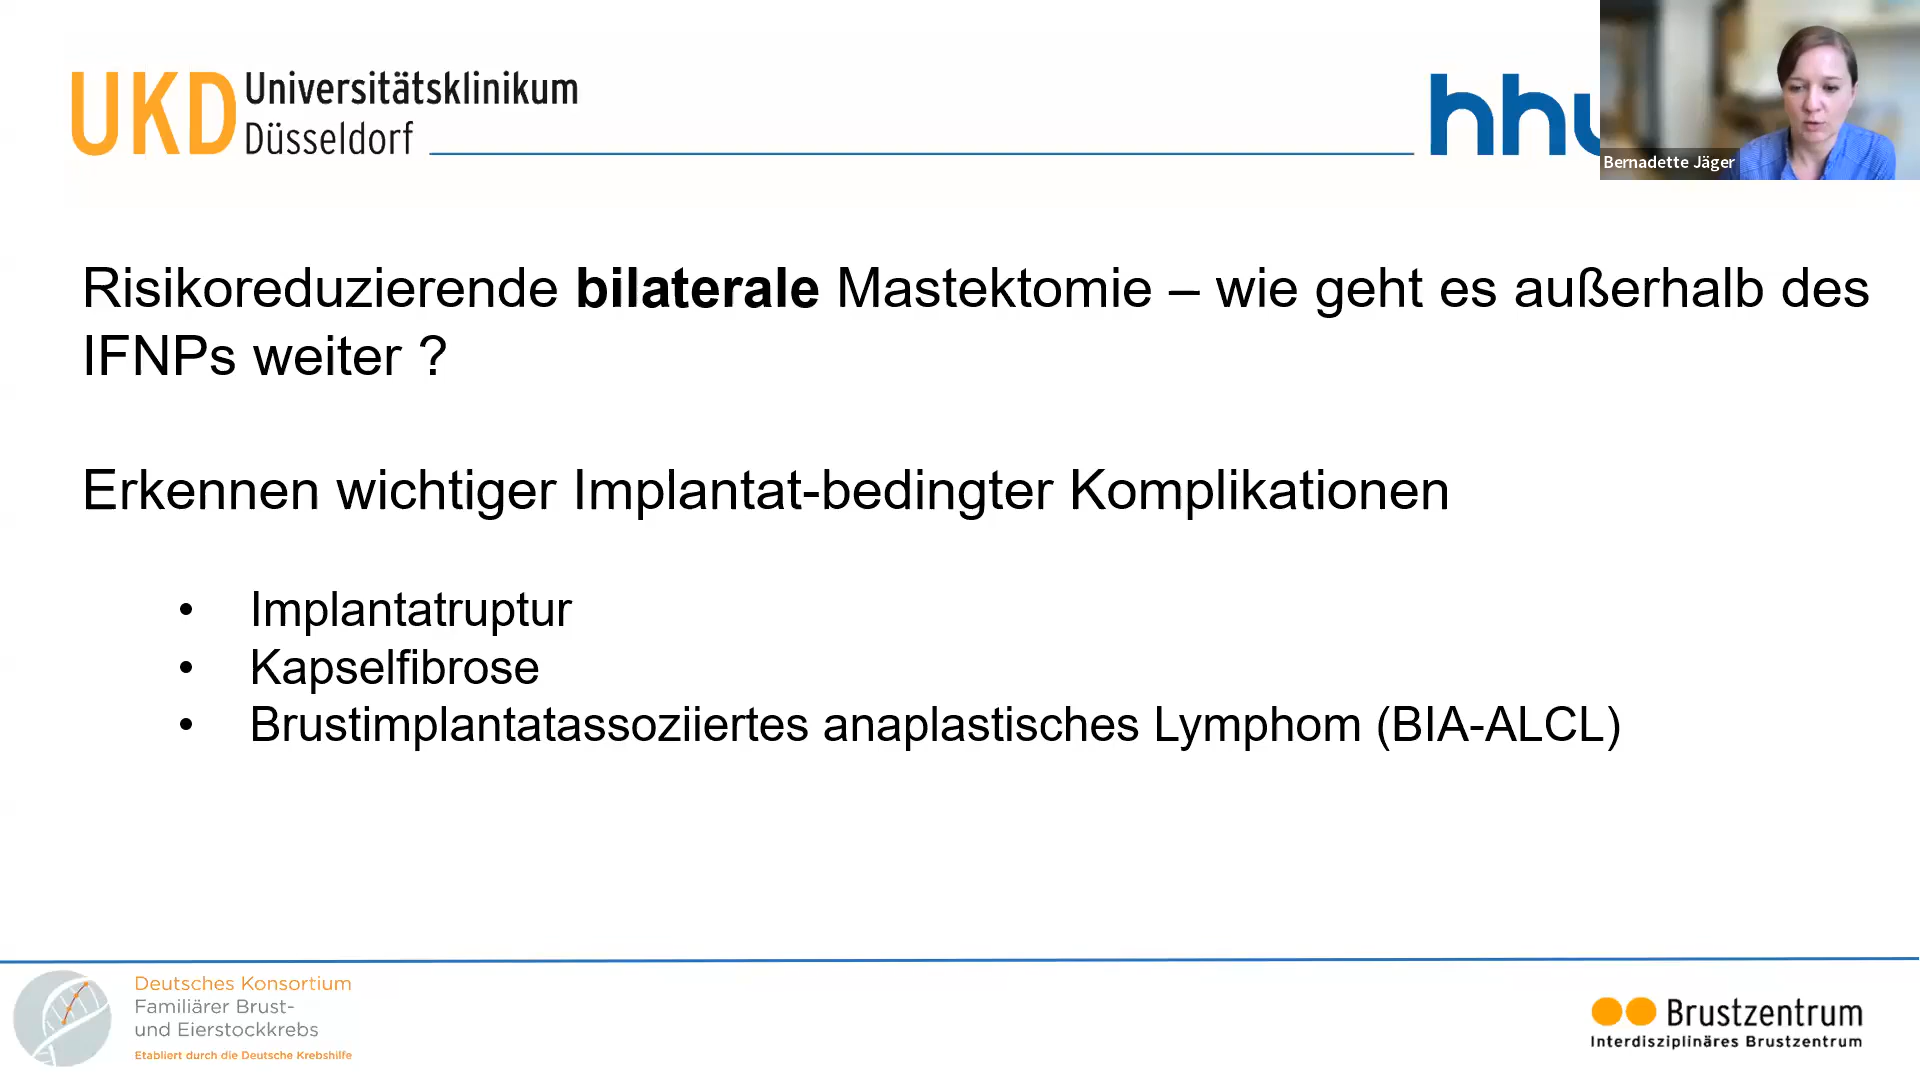 UKD Universitätsklinikum
Düsseldorf
hhu
Bernadette Jäger
Risikoreduzierende bilaterale Mastektomie – wie geht es außerhalb des
IFNPs weiter ?
Erkennen wichtiger Implantat-bedingter Komplikationen
• Implantatruptur
• Kapselfibrose
• Brustimplantatassoziiertes anaplastisches Lymphom (BIA-ALCL)
Deutsches Konsortium
Familiärer Brust-
und Eierstockkrebs
Etabliert durch die Deutsche Krebshilfe
Brustzentrum
Interdisziplinäres Brustzentrum